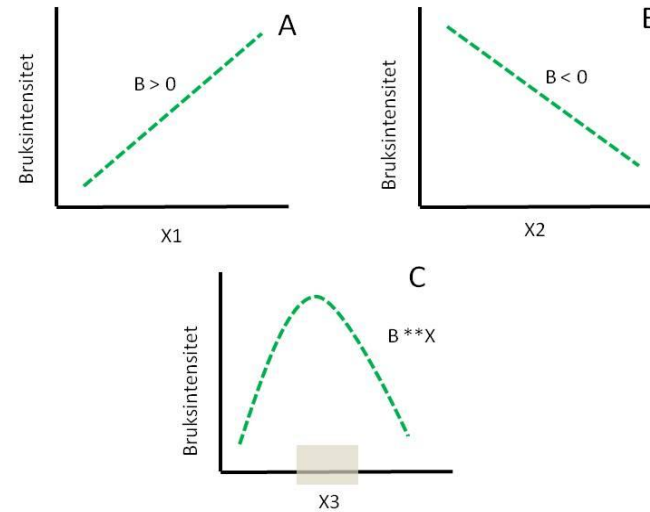 A
B > 0
Bruksintensitet
X1
B < 0
Bruksintensitet
X2
C
B **X
Bruksintensitet
X3